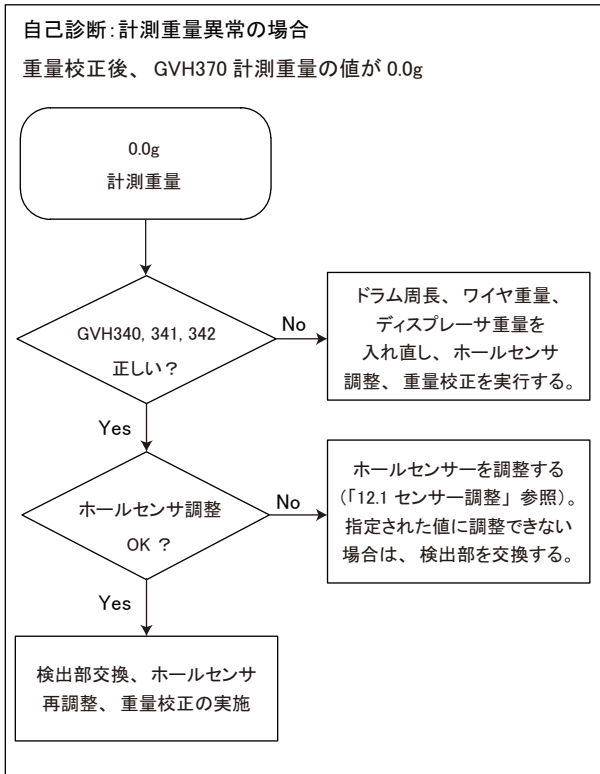 自己診断：計測重量異常の場合
重量校正後、GVH370 計測重量の値が 0.0g
0.0g
計測重量
GVH340, 341, 342
正しい？
No
ドラム周長、ワイヤ重量、
ディスプレーサ重量を
入れ直し、ホールセンサ
調整、重量校正を実行する。
Yes
ホールセンサ調整
OK ？
No
ホールセンサーを調整する
（「12.1 センサー調整」参照）。
指定された値に調整できない
場合は、検出部を交換する。
Yes
検出部交換、ホールセンサ
再調整、重量校正の実施